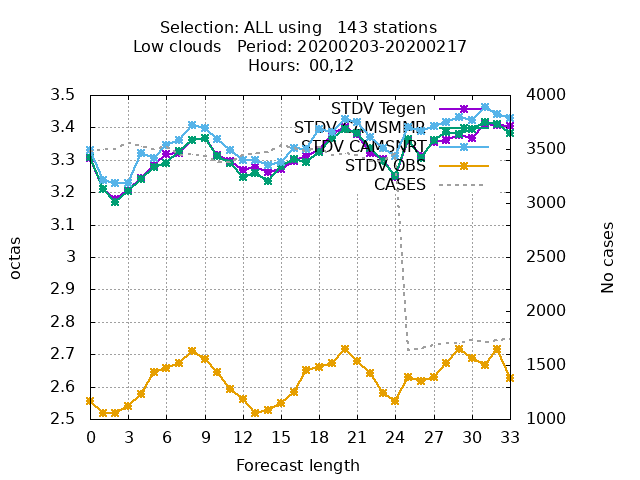 Selection: ALL using 143 stations
Low clouds Period: 20200203-20200217
Hours: 00,12
3.5
3.4
3.3
3.2
3.1
3
2.9
2.8
2.7
2.6
2.5
octas
4000
3500
3000
2500
2000
1500
1000
No cases
STDV Tegen
STDV CAMSMMR
STDV CAMSNRT
STDV OBS
CASES
0 3 6 9 12 15 18 21 24 27 30 33
Forecast length